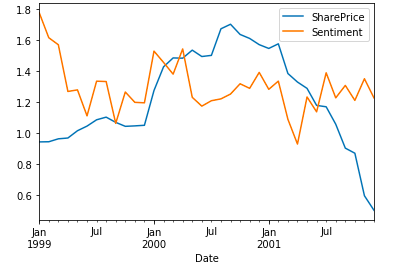 1.8
1.6
1.4
1.2
1.0
0.8
0.6
SharePrice
Sentiment
Jan
1999
Jul
Jan
2000
Jul
Jan
2001
Jul
Date